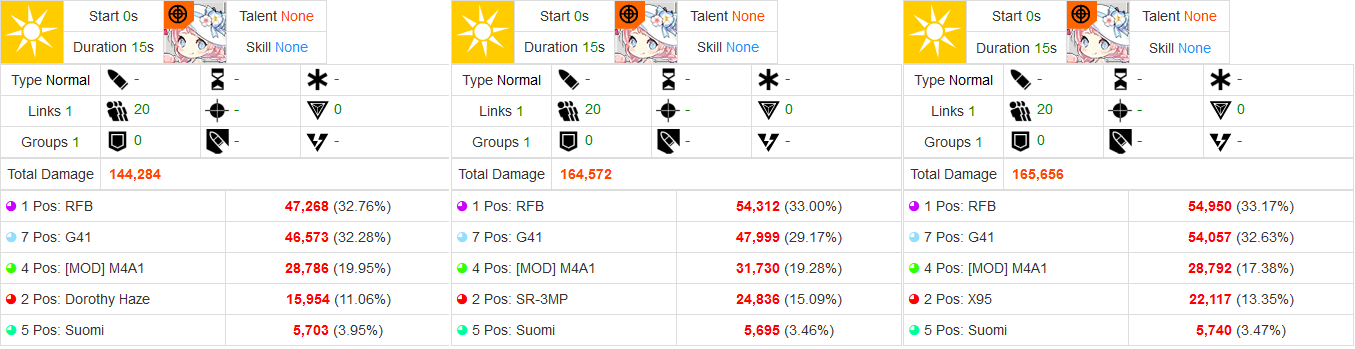 Start 0s
Talent None
Duration 15s
Skill None
Type Normal - - -
Links 1 20 - 0
Groups 1 0 - -
Total Damage 144,284
1 Pos: RFB 47,268 (32.76%)
7 Pos: G41 46,573 (32.28%)
4 Pos: [MOD] M4A1 28,786 (19.95%)
2 Pos: Dorothy Haze 15,954 (11.06%)
5 Pos: Suomi 5,703 (3.95%)
Start 0s
Talent None
Duration 15s
Skill None
Type Normal - - -
Links 1 20 - 0
Groups 1 0 - -
Total Damage 164,572
1 Pos: RFB 54,312 (33.00%)
7 Pos: G41 47,999 (29.17%)
4 Pos: [MOD] M4A1 31,730 (19.28%)
2 Pos: SR-3MP 24,836 (15.09%)
5 Pos: Suomi 5,695 (3.46%)
Start 0s
Talent None
Duration 15s
Skill None
Type Normal - - -
Links 1 20 - 0
Groups 1 0 - -
Total Damage 165,656
1 Pos: RFB 54,950 (33.17%)
7 Pos: G41 54,057 (32.63%)
4 Pos: [MOD] M4A1 28,792 (17.38%)
2 Pos: X95 22,117 (13.35%)
5 Pos: Suomi 5,740 (3.47%)